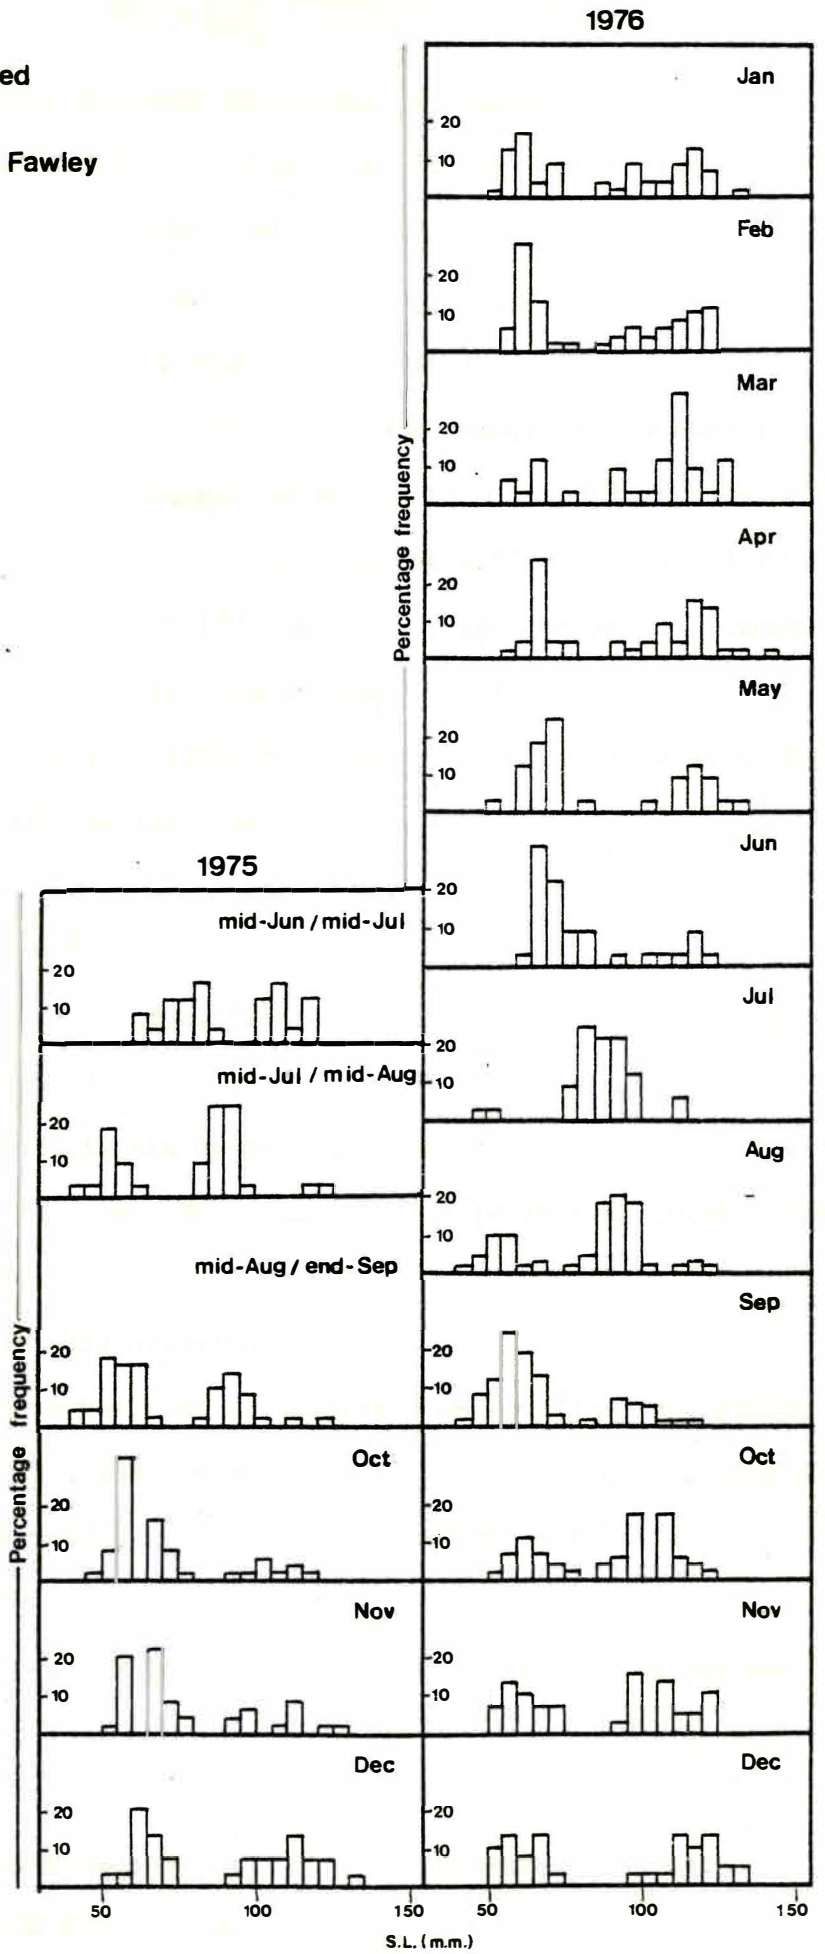 ed
Fawley
1976
Percentage frequency
Jan
20
10
Feb
20
10
Mar
20
10
Apr
20
10
May
20
10
Jun
20
10
Jul
20
10
Aug
20
10
Sep
20
10
Oct
20
10
Nov
20
10
Dec
20
10
50
100
150
1975
Percentage frequency
mid-Jun / mid-Jul
20
10
mid-Jul / mid-Aug
20
10
mid-Aug / end-Sep
20
10
Oct
20
10
Nov
20
10
Dec
20
10
50
100
150
S.L. (m.m.)